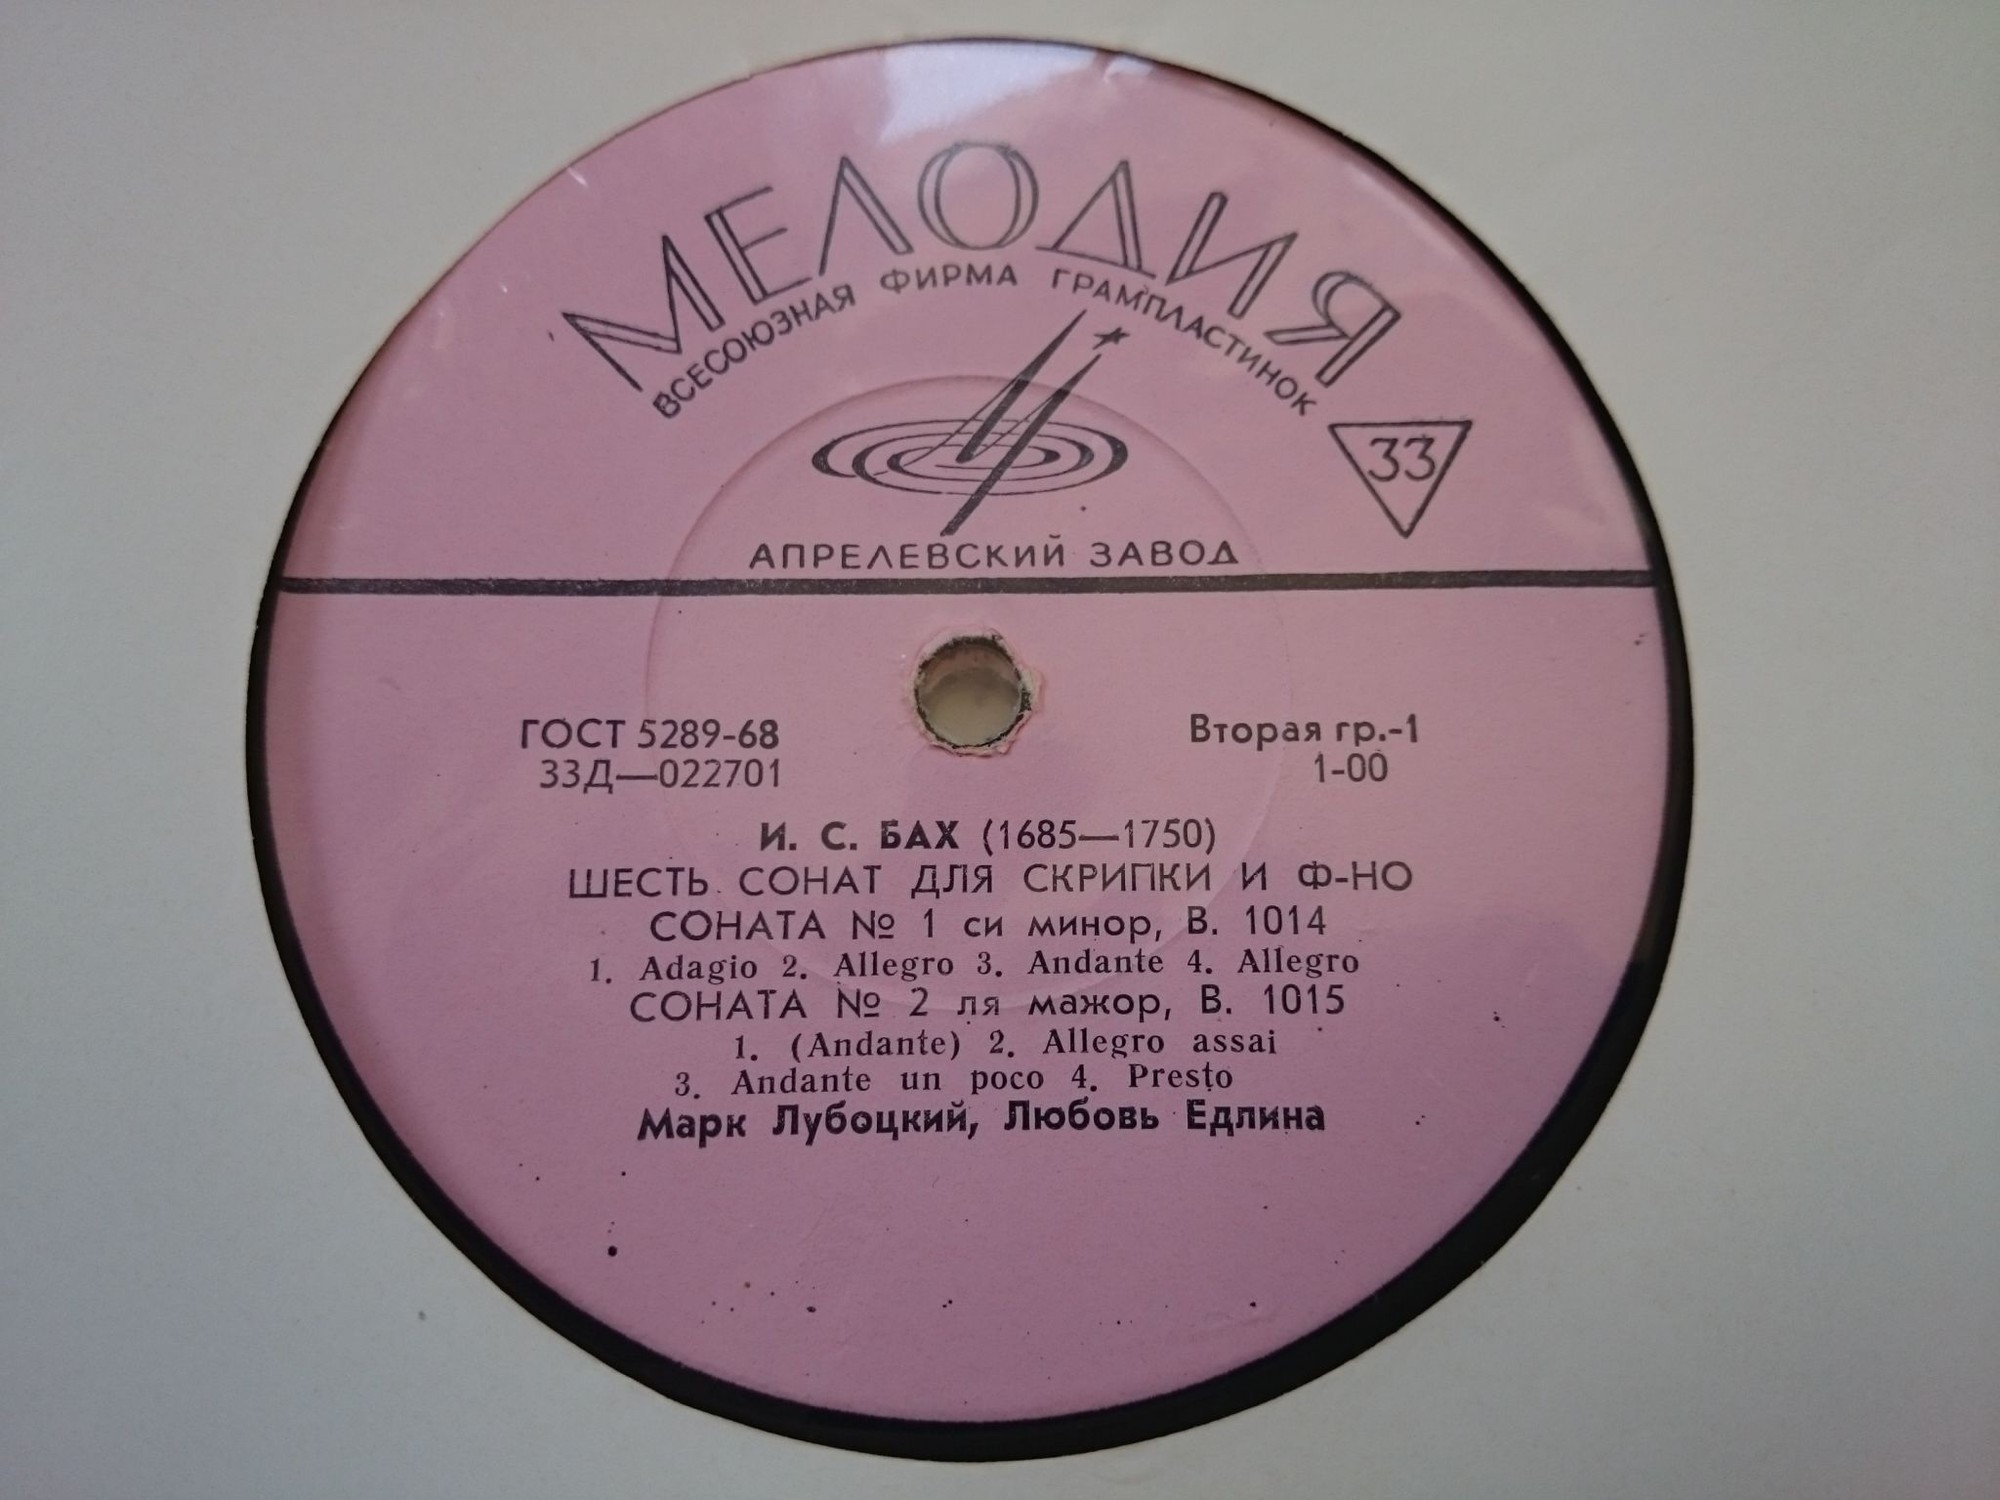 МЕЛОДИЯ
ВСЕСОЮЗНАЯ ФИРМА ГРАМПЛАСТИНОК
33
АПРЕЛЕВСКИЙ ЗАВОД
ГОСТ 5289-68
Вторая гр.-1
33Д—022701
1-00
И. С. БАХ (1685—1750)
ШЕСТЬ СОНАТ ДЛЯ СКРИПКИ И Ф-НО
СОНАТА № 1 си минор, В. 1014
1. Adagio 2. Allegro 3. Andante 4. Allegro
СОНАТА № 2 ля мажор, В. 1015
1. (Andante) 2. Allegro assai
3. Andante un poco 4. Presto
Марк Лубоцкий, Любовь Едлина